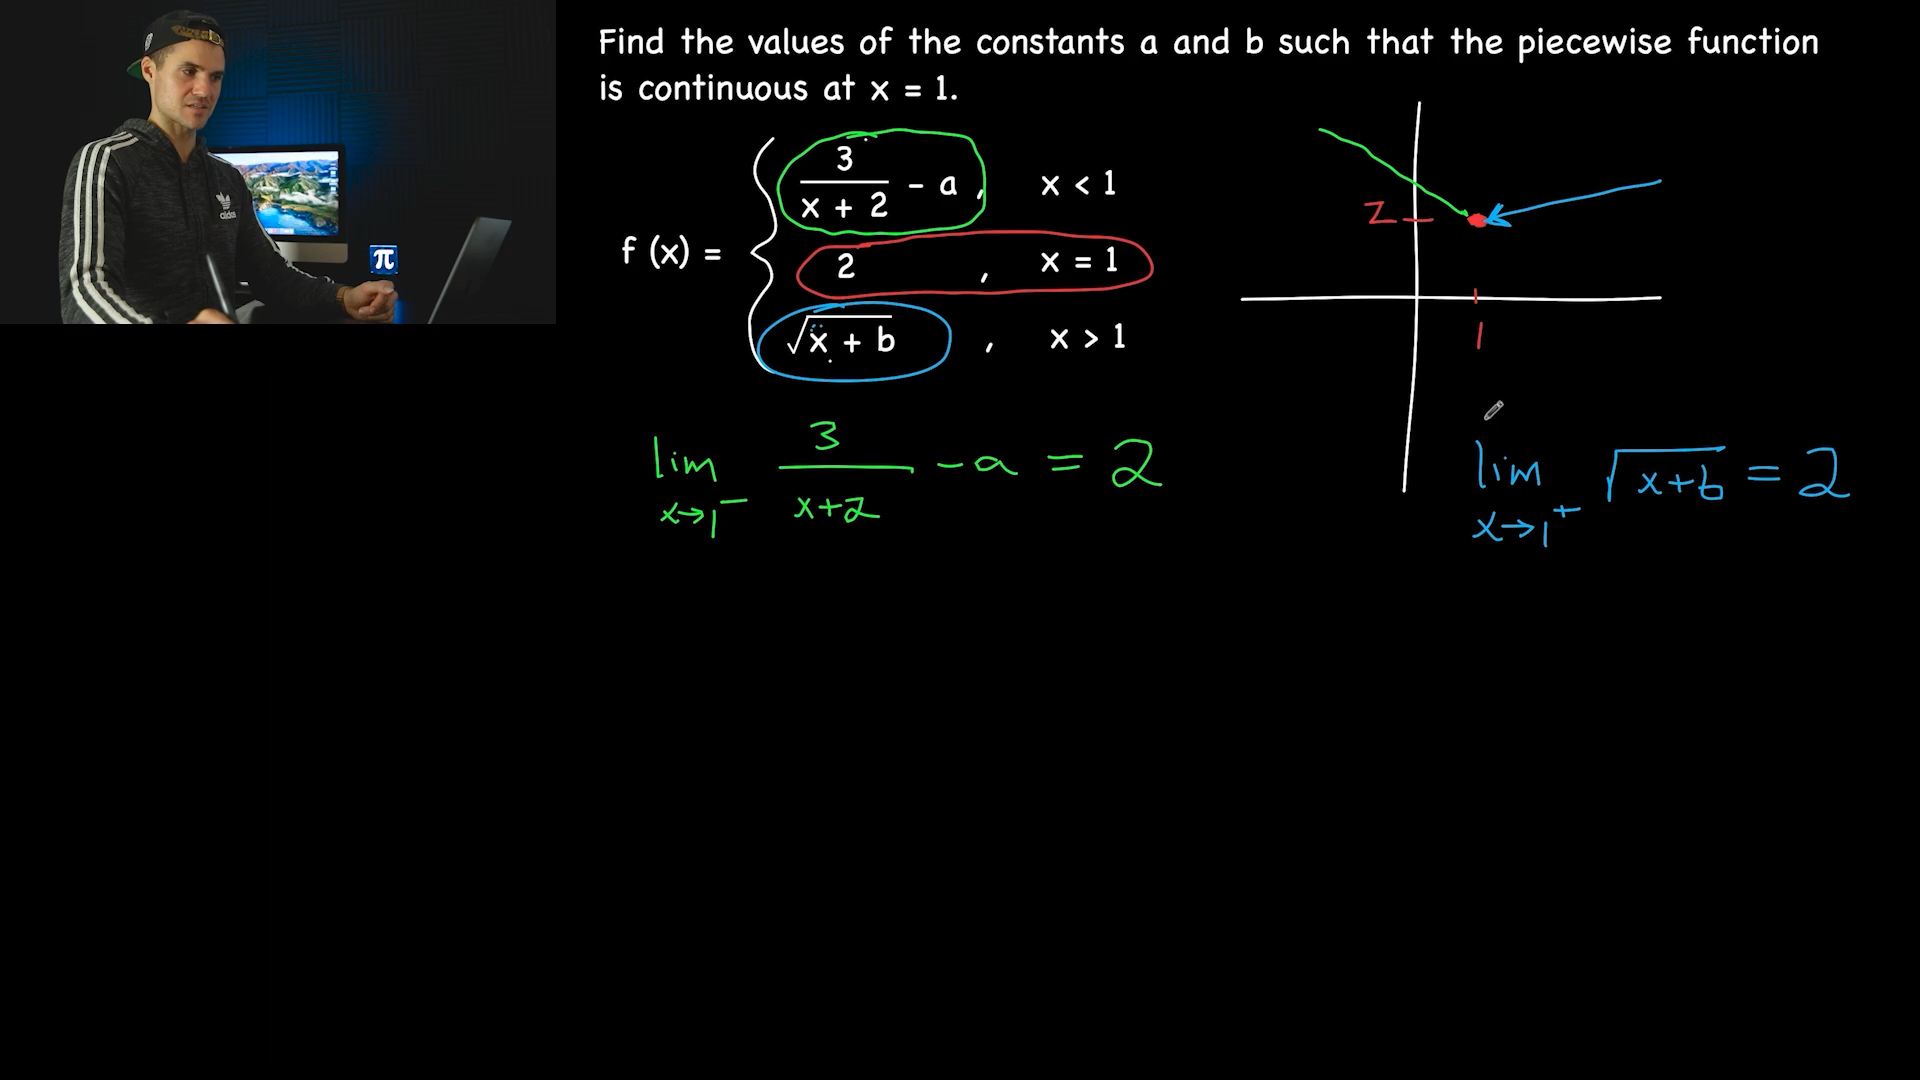 Find the values of the constants a and b such that the piecewise function
is continuous at x = 1.
f (x) =
3
x + 2
- a , x < 1
2 , x = 1
√x + b , x > 1
2
1
adidas
π
lim
x→1⁻
3
x+2
-a = 2
lim
x→1⁺
√x+b = 2